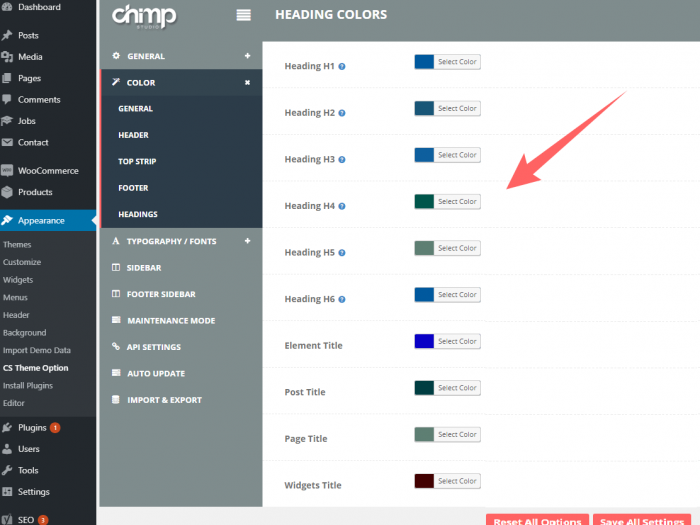 Dashboard
Posts
Media
Pages
Comments
Jobs
Contact
WooCommerce
Products
Appearance
Themes
Customize
Widgets
Menus
Header
Background
Import Demo Data
CS Theme Option
Install Plugins
Editor
Plugins 1
Users
Tools
Settings
SEO 3
chimp
STUDIO
GENERAL +
COLOR ×
GENERAL
HEADER
TOP STRIP
FOOTER
HEADINGS
TYPOGRAPHY / FONTS +
SIDEBAR
FOOTER SIDEBAR
MAINTENANCE MODE
API SETTINGS
AUTO UPDATE
IMPORT & EXPORT
HEADING COLORS
Heading H1 ? Select Color
Heading H2 ? Select Color
Heading H3 ? Select Color
Heading H4 ? Select Color
Heading H5 ? Select Color
Heading H6 ? Select Color
Element Title Select Color
Post Title Select Color
Page Title Select Color
Widgets Title Select Color
Reset All Options Save All Settings